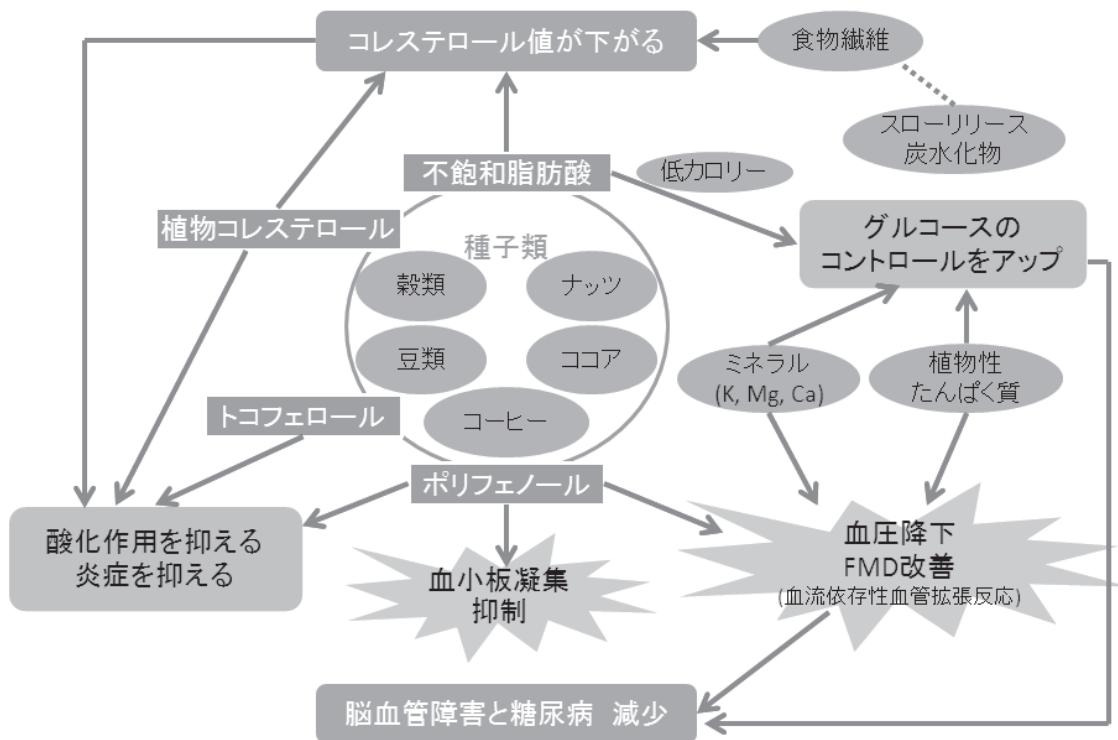 コレステロール値が下がる
食物繊維
スローリリース
炭水化物
不飽和脂肪酸
低カロリー
植物コレステロール
種子類
グルコースの
コントロールをアップ
穀類
ナッツ
豆類
ココア
ミネラル
(K, Mg, Ca)
植物性
たんぱく質
トコフェロール
コーヒー
ポリフェノール
酸化作用を抑える
炎症を抑える
血小板凝集
抑制
血圧降下
FMD改善
(血流依存性血管拡張反応)
脳血管障害と糖尿病 減少